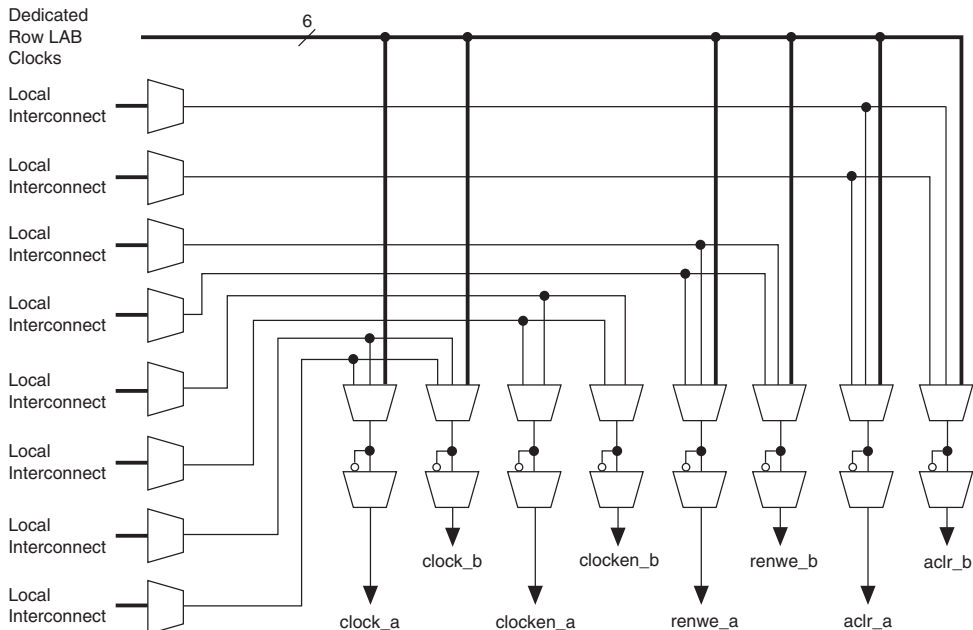 Dedicated
Row LAB
Clocks
6
Local
Interconnect
Local
Interconnect
Local
Interconnect
Local
Interconnect
Local
Interconnect
Local
Interconnect
Local
Interconnect
Local
Interconnect
clock_b
clocken_b
renwe_b
aclr_b
clock_a
clocken_a
renwe_a
aclr_a